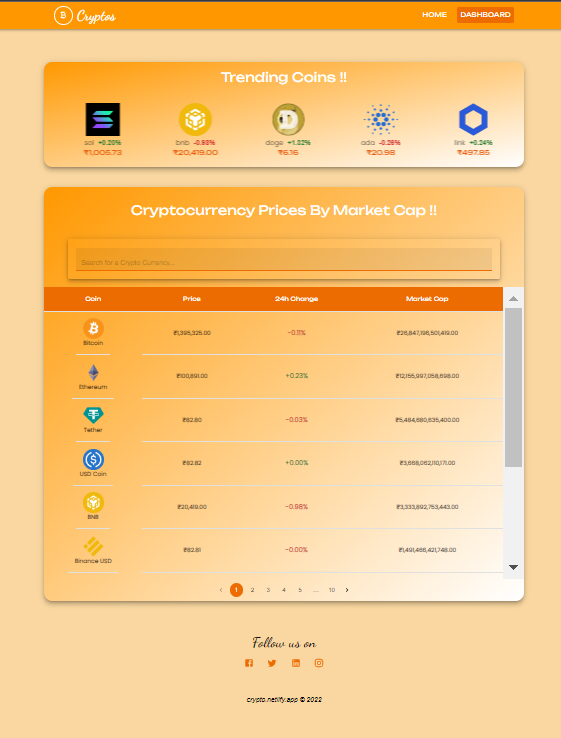 Cryptos
HOME DASHBOARD
Trending Coins !!
sol +0.20% bnb -0.93% doge +1.32% ada -0.26% link +0.24%
₹1,005.73 ₹20,419.00 ₹6.16 ₹20.98 ₹497.85
Cryptocurrency Prices By Market Cap !!
Search for a Crypto Currency...
Coin Price 24h Change Market Cap
₹1,395,325.00 -0.11% ₹26,847,196,501,419.00
Bitcoin
₹100,891.00 +0.23% ₹12,155,997,058,698.00
Ethereum
₹82.80 -0.03% ₹5,484,680,635,400.00
Tether
₹82.82 +0.00% ₹3,668,062,110,171.00
USD Coin
₹20,419.00 -0.98% ₹3,333,892,753,443.00
BNB
₹82.81 -0.00% ₹1,491,466,421,748.00
Binance USD
‹ 1 2 3 4 5 ... 10 ›
Follow us on
crypto.netlify.app © 2022